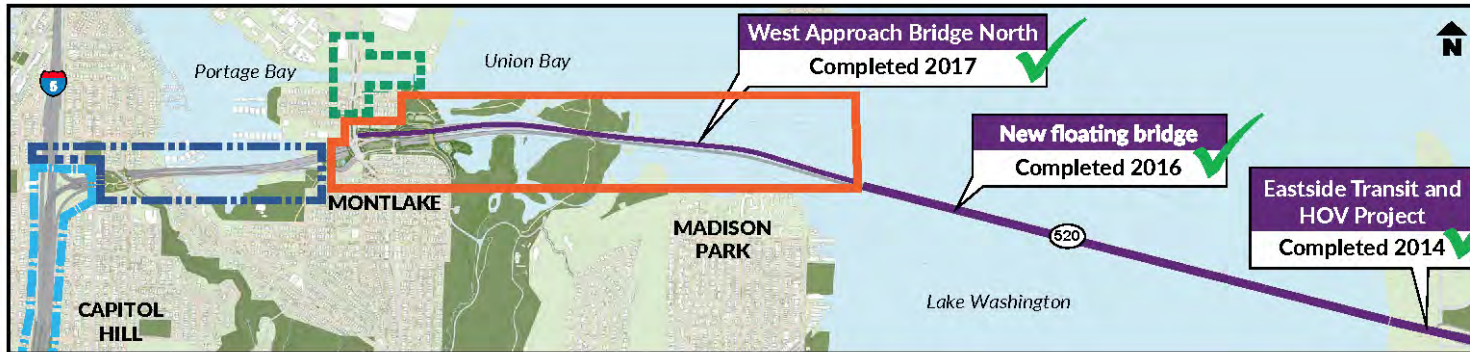 West Approach Bridge North
Completed 2017
N
5
Portage Bay
Union Bay
New floating bridge
Completed 2016
Eastside Transit and
HOV Project
Completed 2014
MONTLAKE
MADISON
PARK
520
CAPITOL
HILL
Lake Washington